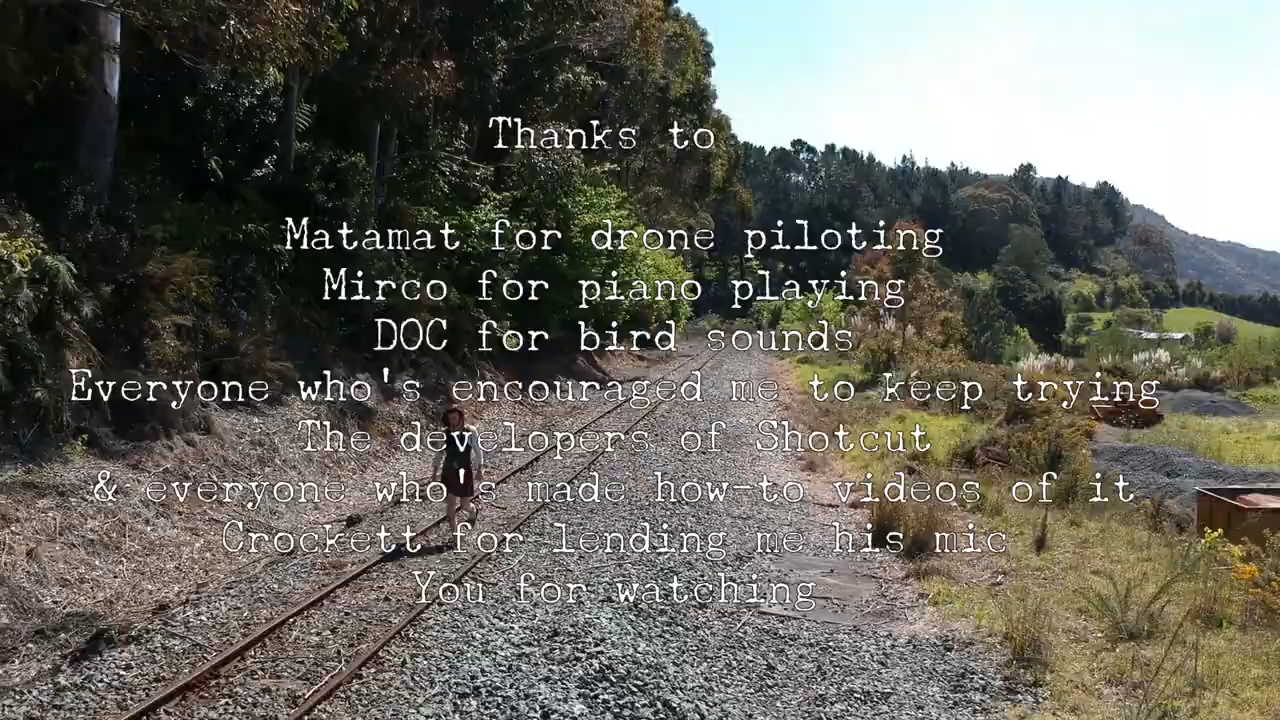 Thanks to
Matamat for drone piloting
Mirco for piano playing
DOC for bird sounds
Everyone who's encouraged me to keep trying
The developers of Shotcut
& everyone who's made how-to videos of it
Crockett for lending me his mic
You for watching